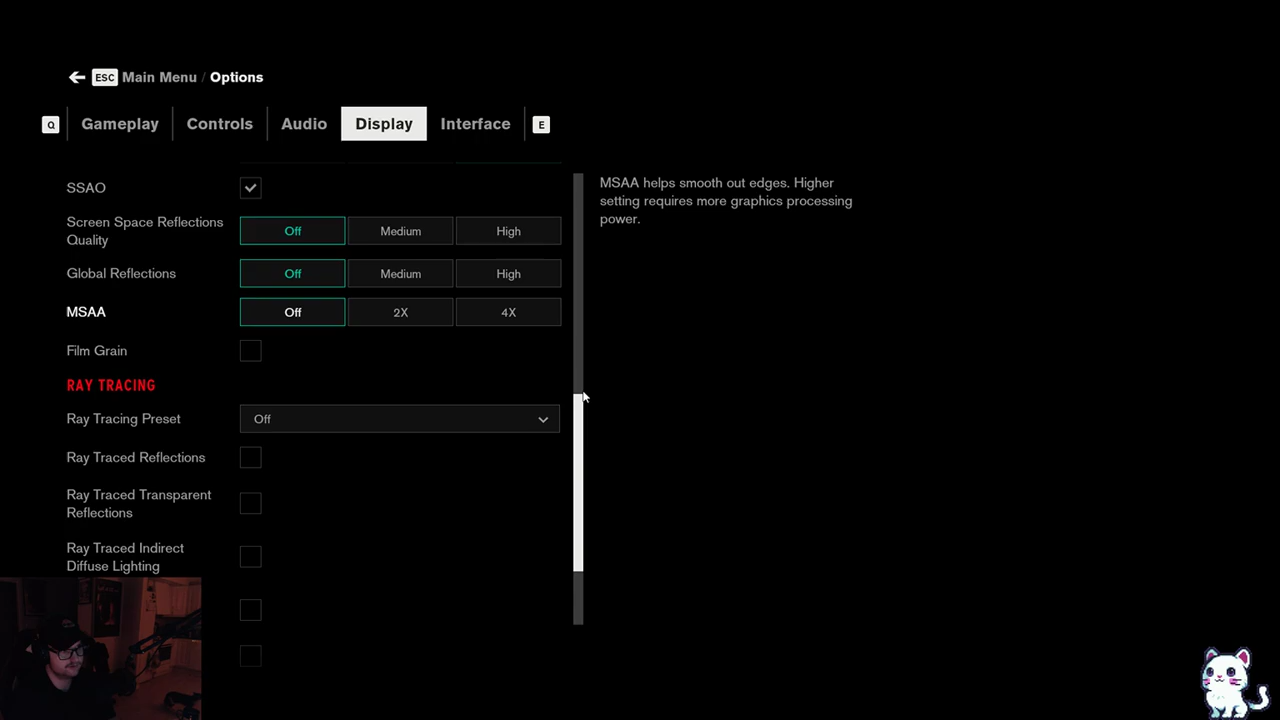 ESC Main Menu / Options
Q Gameplay Controls Audio Display Interface E
SSAO
MSAA helps smooth out edges. Higher
setting requires more graphics processing
power.
Screen Space Reflections
Quality
Off Medium High
Global Reflections Off Medium High
MSAA Off 2X 4X
Film Grain
RAY TRACING
Ray Tracing Preset Off
Ray Traced Reflections
Ray Traced Transparent
Reflections
Ray Traced Indirect
Diffuse Lighting